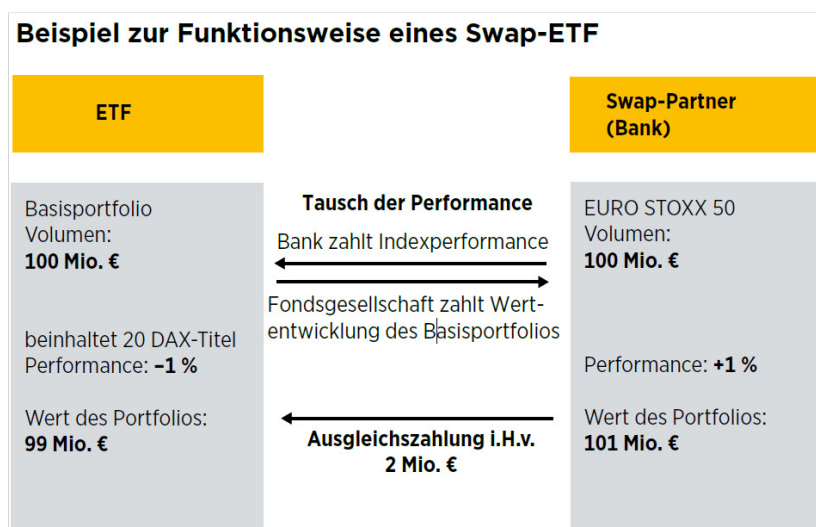 Beispiel zur Funktionsweise eines Swap-ETF
ETF
Swap-Partner
(Bank)
Basisportfolio
Volumen:
100 Mio. €
beinhaltet 20 DAX-Titel
Performance: –1 %
Wert des Portfolios:
99 Mio. €
Tausch der Performance
Bank zahlt Indexperformance
Fondsgesellschaft zahlt Wert-
entwicklung des Basisportfolios
Ausgleichszahlung i.H.v.
2 Mio. €
EURO STOXX 50
Volumen:
100 Mio. €
Performance: +1 %
Wert des Portfolios:
101 Mio. €